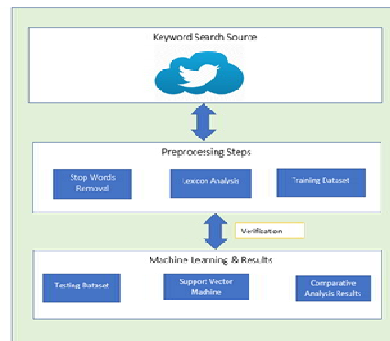 Keyword Search Source
Preprocessing Steps
Stop Words
Removal
Lexicon Analysis
Training Dataset
Verification
Machine Learning & Results
Testing Dataset
Support Vector
Machine
Comparative
Analysis Results